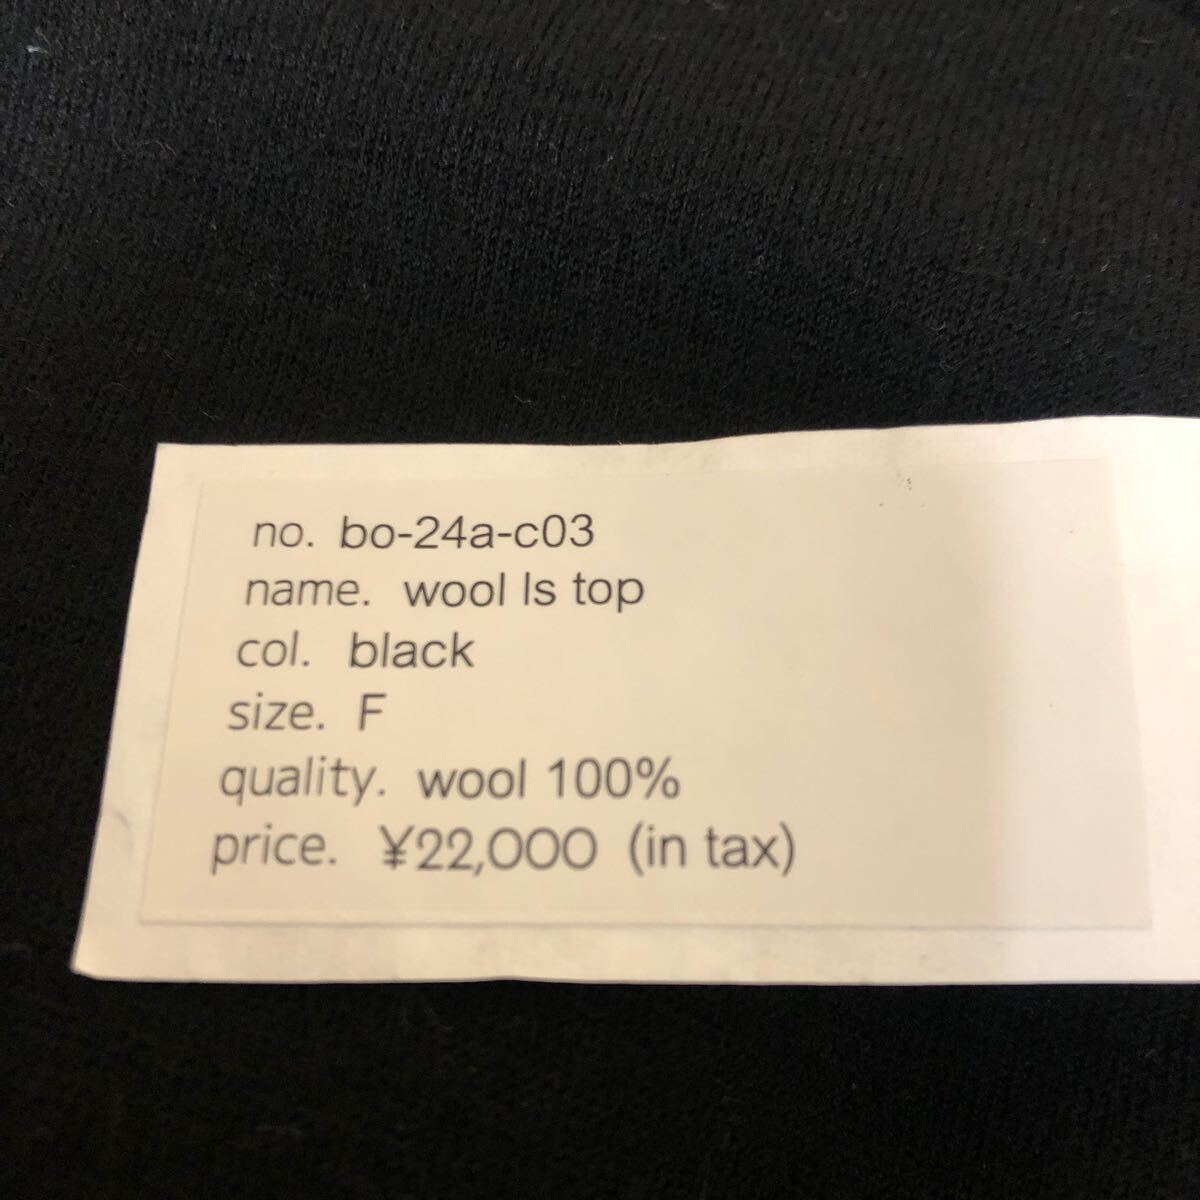 no. bo-24a-c03
name. wool ls top
col. black
size. F
quality. wool 100%
price. ¥22,000 (in tax)